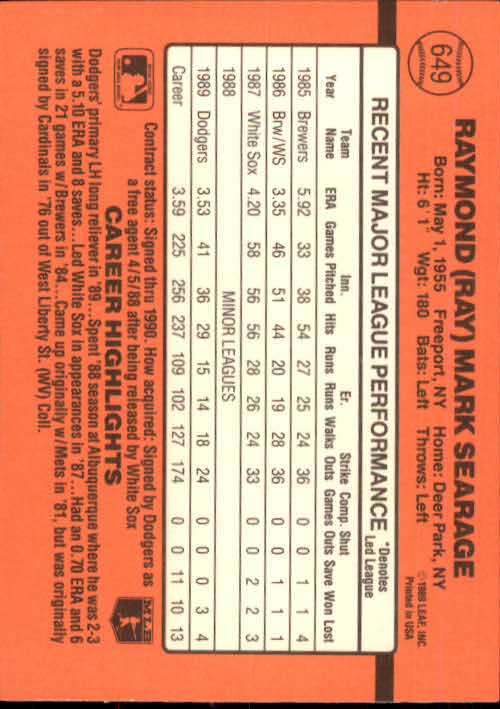 649
RAYMOND (RAY) MARK SEARAGE
©1989 LEAF, INC.
Printed in USA
Born: May 1, 1955 Freeport, NY Home: Deer Park, NY
Ht: 6' 1" Wgt: 180 Bats: Left Throws: Left
RECENT MAJOR LEAGUE PERFORMANCE *Denotes Led League
Team Inn. Er. Strike Comp. Shut
Year Name ERA Games Pitched Hits Runs Runs Walks Outs Games Outs Save Won Lost
1985 Brewers 5.92 33 38 54 27 25 24 36 0 0 1 1 4
1986 Brw/WS 3.35 46 51 44 20 19 28 36 0 0 1 1 1
1987 White Sox 4.20 58 56 56 28 26 24 33 0 0 2 2 3
1988 MINOR LEAGUES
1989 Dodgers 3.53 41 36 29 15 14 18 24 0 0 0 3 4
Career 3.59 225 256 237 109 102 127 174 0 0 11 10 13
Contract status: Signed thru 1990. How acquired: Signed by Dodgers as
a free agent 4/5/88 after being released by White Sox
MLB
CAREER HIGHLIGHTS
Dodgers' primary LH long reliever in '89...Spent '88 season at Albuquerque where he was 2-3
with a 5.10 ERA and 8 saves...Led White Sox in appearances in '87...Had an 0.70 ERA and 6
saves in 21 games w/Brewers in '84...Came up originally w/Mets in '81, but was originally
signed by Cardinals in '76 out of West Liberty St. (WV) Coll.